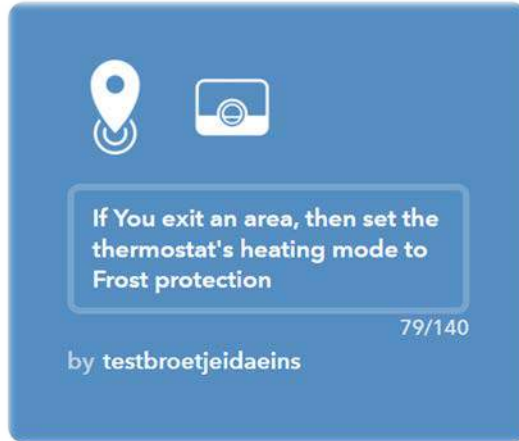 If You exit an area, then set the
thermostat's heating mode to
Frost protection
79/140
by testbroetjeidaeins